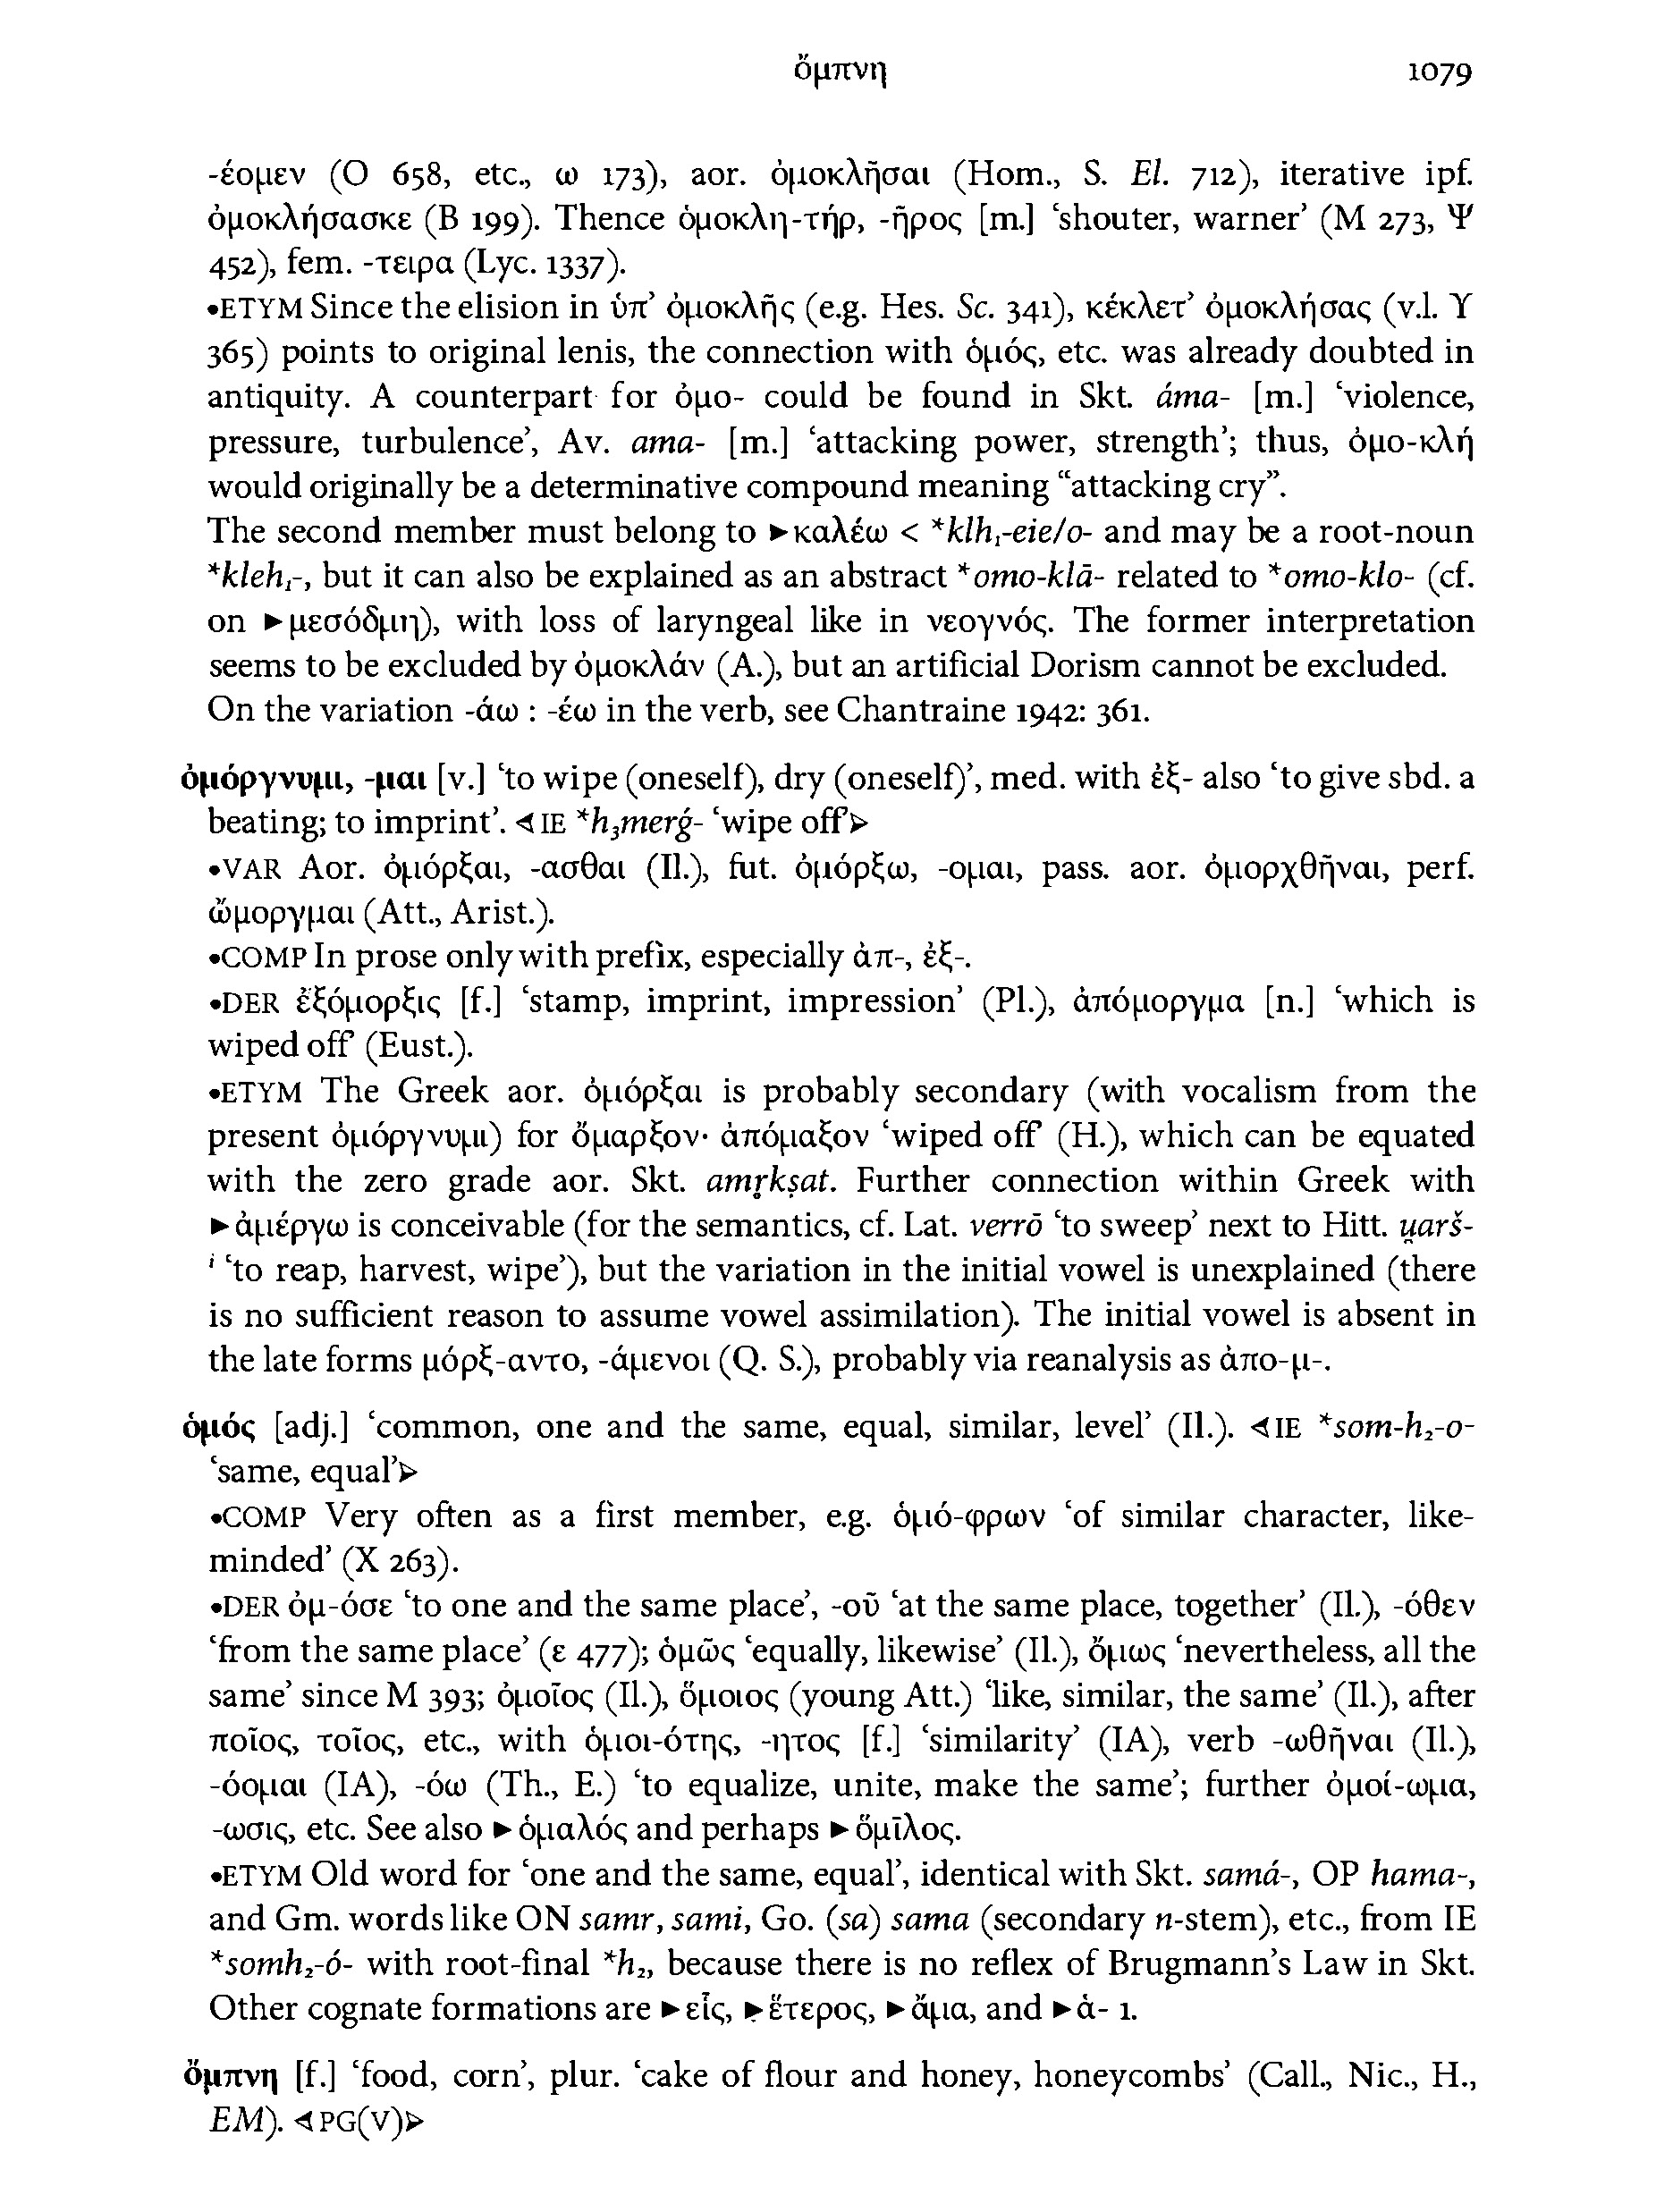 ὄμπνη 1079
-έομεν (O 658, etc., ω 173), aor. ὀμοκλῆσαι (Hom., S. El. 712), iterative ipf.
ὀμοκλήσασκε (B 199). Thence ὁμοκλη-τήρ, -ῆρος [m.] ‘shouter, warner’ (M 273, Ψ
452), fem. -τειρα (Lyc. 1337).
•ETYM Since the elision in ὑπ’ ὀμοκλῆς (e.g. Hes. Sc. 341), κέκλετ’ ὀμοκλήσας (v.l. Y
365) points to original lenis, the connection with ὁμός, etc. was already doubted in
antiquity. A counterpart for ὀμο- could be found in Skt. áma- [m.] ‘violence,
pressure, turbulence’, Av. ama- [m.] ‘attacking power, strength’; thus, ὀμο-κλή
would originally be a determinative compound meaning “attacking cry”.
The second member must belong to ►καλέω < *klh₁-eie/o- and may be a root-noun
*kleh₁-, but it can also be explained as an abstract *omo-klā- related to *omo-klo- (cf.
on ►μεσόδμη), with loss of laryngeal like in νεογνός. The former interpretation
seems to be excluded by ὀμοκλάν (A.), but an artificial Dorism cannot be excluded.
On the variation -άω : -έω in the verb, see Chantraine 1942: 361.
ὀμόργνυμι, -μαι [v.] ‘to wipe (oneself), dry (oneself)’, med. with ἐξ- also ‘to give sbd. a
beating; to imprint’. ⋖IE *h₃merǵ- ‘wipe off’⋗
•VAR Aor. ὀμόρξαι, -ασθαι (Il.), fut. ὀμόρξω, -ομαι, pass. aor. ὀμορχθῆναι, perf.
ὤμοργμαι (Att., Arist.).
•COMP In prose only with prefix, especially ἀπ-, ἐξ-.
•DER ἐξόμορξις [f.] ‘stamp, imprint, impression’ (Pl.), ἀπόμοργμα [n.] ‘which is
wiped off’ (Eust.).
•ETYM The Greek aor. ὀμόρξαι is probably secondary (with vocalism from the
present ὀμόργνυμι) for ὄμαρξον· ἀπόμαξον ‘wiped off’ (H.), which can be equated
with the zero grade aor. Skt. amṛkṣat. Further connection within Greek with
►ἀμέργω is conceivable (for the semantics, cf. Lat. verrō ‘to sweep’ next to Hitt. u̯arš-
ⁱ ‘to reap, harvest, wipe’), but the variation in the initial vowel is unexplained (there
is no sufficient reason to assume vowel assimilation). The initial vowel is absent in
the late forms μόρξ-αντο, -άμενοι (Q. S.), probably via reanalysis as ἀπο-μ-.
ὁμός [adj.] ‘common, one and the same, equal, similar, level’ (Il.). ⋖IE *som-h₂-o-
‘same, equal’⋗
•COMP Very often as a first member, e.g. ὁμό-φρων ‘of similar character, like-
minded’ (X 263).
•DER ὁμ-όσε ‘to one and the same place’, -οῦ ‘at the same place, together’ (Il.), -όθεν
‘from the same place’ (ε 477); ὁμῶς ‘equally, likewise’ (Il.), ὅμως ‘nevertheless, all the
same’ since M 393; ὁμοῖος (Il.), ὅμοιος (young Att.) ‘like, similar, the same’ (Il.), after
ποῖος, τοῖος, etc., with ὁμοι-ότης, -ητος [f.] ‘similarity’ (IA), verb -ωθῆναι (Il.),
-όομαι (IA), -όω (Th., E.) ‘to equalize, unite, make the same’; further ὁμοί-ωμα,
-ωσις, etc. See also ►ὁμαλός and perhaps ►ὅμῑλος.
•ETYM Old word for ‘one and the same, equal’, identical with Skt. samá-, OP hama-,
and Gm. words like ON samr, sami, Go. (sa) sama (secondary n-stem), etc., from IE
*somh₂-ó- with root-final *h₂, because there is no reflex of Brugmann’s Law in Skt.
Other cognate formations are ►εἷς, ►ἕτερος, ►ἅμα, and ►ἁ- 1.
ὄμπνη [f.] ‘food, corn’, plur. ‘cake of flour and honey, honeycombs’ (Call., Nic., H.,
EM). ⋖PG(V)⋗